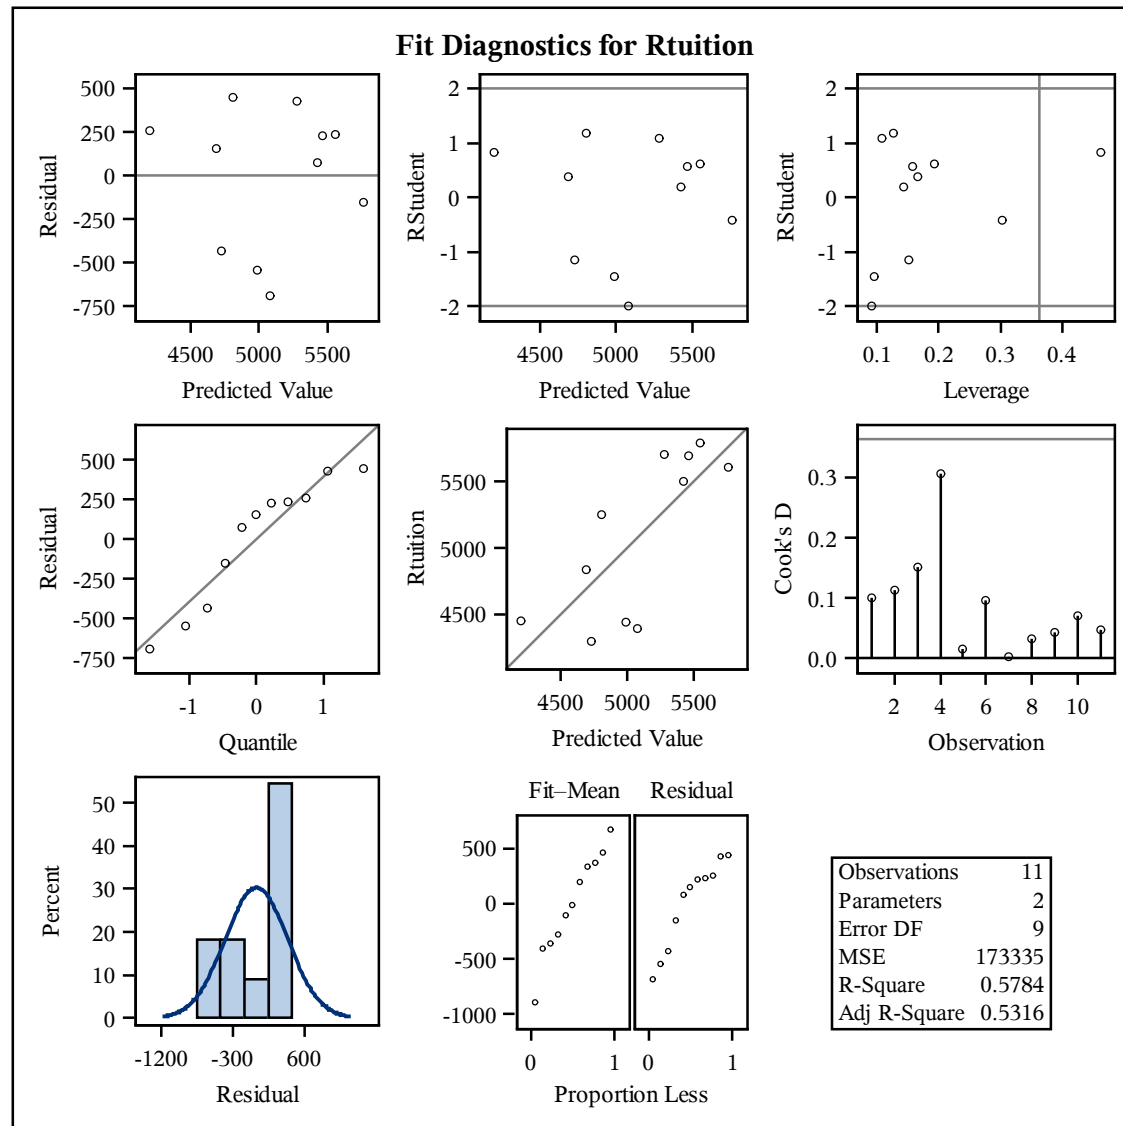 Fit Diagnostics for Rtuition
500
250
0
-250
-500
-750
Residual
4500 5000 5500
Predicted Value
2
1
0
-1
-2
RStudent
4500 5000 5500
Predicted Value
2
1
0
-1
-2
RStudent
0.1 0.2 0.3 0.4
Leverage
500
250
0
-250
-500
-750
Residual
-1 0 1
Quantile
5500
5000
4500
Rtuition
4500 5000 5500
Predicted Value
0.3
0.2
0.1
0.0
Cook's D
2 4 6 8 10
Observation
50
40
30
20
10
0
Percent
-1200 -300 600
Residual
Fit–Mean Residual
500
0
-500
-1000
0 1 0 1
Proportion Less
Observations 11
Parameters 2
Error DF 9
MSE 173335
R-Square 0.5784
Adj R-Square 0.5316